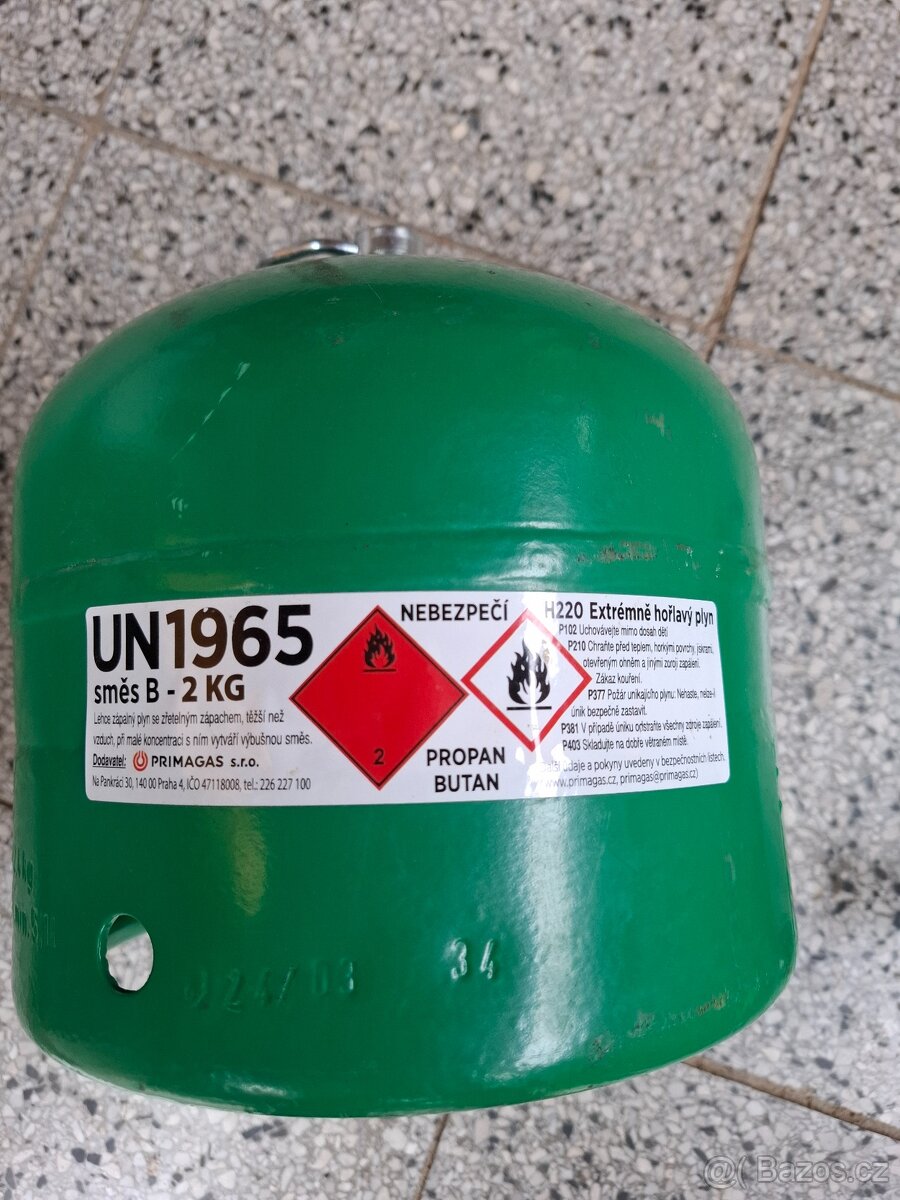 UN1965
směs B - 2 KG
Lehce zápalný plyn se zřetelným zápachem, těžší než
vzduch, při malé koncentraci s ním vytváří výbušnou směs.
Dodavatel: PRIMAGAS s.r.o.
Na Pankráci 30, 140 00 Praha 4, IČO 47118008, tel.: 226 227 100
NEBEZPEČÍ
2
PROPAN
BUTAN
H220 Extrémně hořlavý plyn
P102 Uchovávejte mimo dosah dětí
P210 Chraňte před teplem, horkými povrchy, jiskrami,
otevřeným ohněm a jinými zdroji zapálení.
Zákaz kouření.
P377 Požár unikajícího plynu: Nehaste, nelze-li
únik bezpečně zastavit.
P381 V případě úniku odstraňte všechny zdroje zapálení.
P403 Skladujte na dobře větraném místě.
Další údaje a pokyny uvedeny v bezpečnostních listech.
www.primagas.cz, primagas@primagas.cz)
kg
24/03
34
@( Bazos.cz